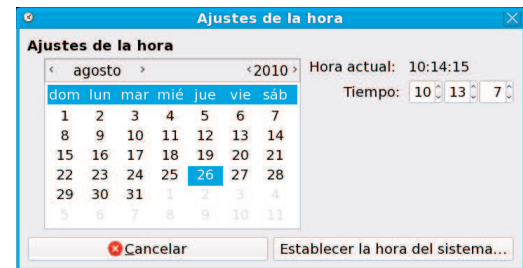 Ajustes de la hora
Ajustes de la hora
‹ agosto › ‹ 2010 ›
dom lun mar mié jue vie sáb
1 2 3 4 5 6 7
8 9 10 11 12 13 14
15 16 17 18 19 20 21
22 23 24 25 26 27 28
29 30 31 1 2 3 4
5 6 7 8 9 10 11
Hora actual: 10:14:15
Tiempo: 10 13 7
Cancelar
Establecer la hora del sistema...